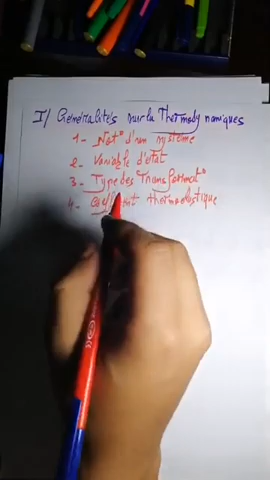 I/ Généralités sur la Thermodynamiques
1- Not° d'un système
2- Variable d'état
3- Type des Transformat°
4- thermoelastique